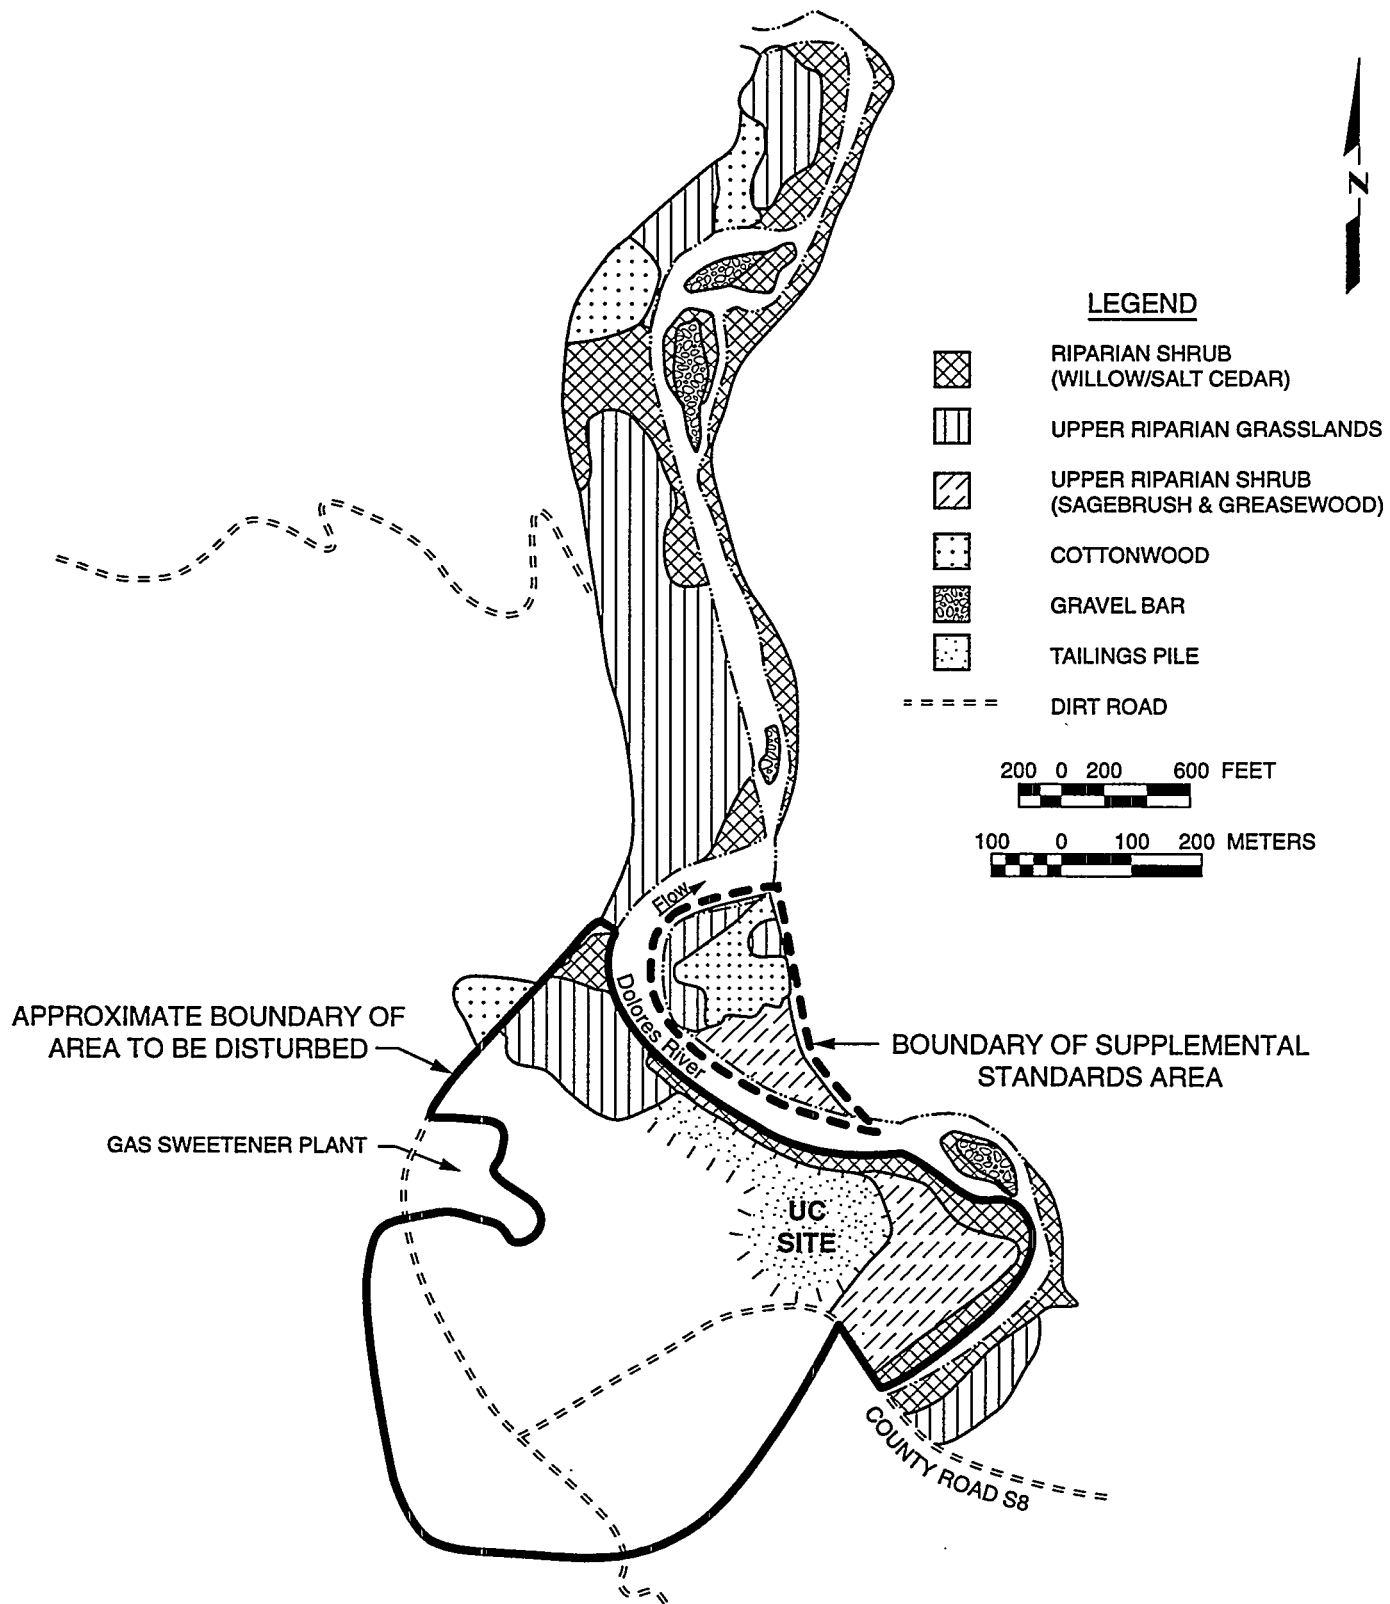 N
LEGEND
RIPARIAN SHRUB
(WILLOW/SALT CEDAR)
UPPER RIPARIAN GRASSLANDS
UPPER RIPARIAN SHRUB
(SAGEBRUSH & GREASEWOOD)
COTTONWOOD
GRAVEL BAR
TAILINGS PILE
DIRT ROAD
200 0 200 600 FEET
100 0 100 200 METERS
Flow
Dolores River
APPROXIMATE BOUNDARY OF
AREA TO BE DISTURBED
BOUNDARY OF SUPPLEMENTAL
STANDARDS AREA
GAS SWEETENER PLANT
UC
SITE
COUNTY ROAD S8